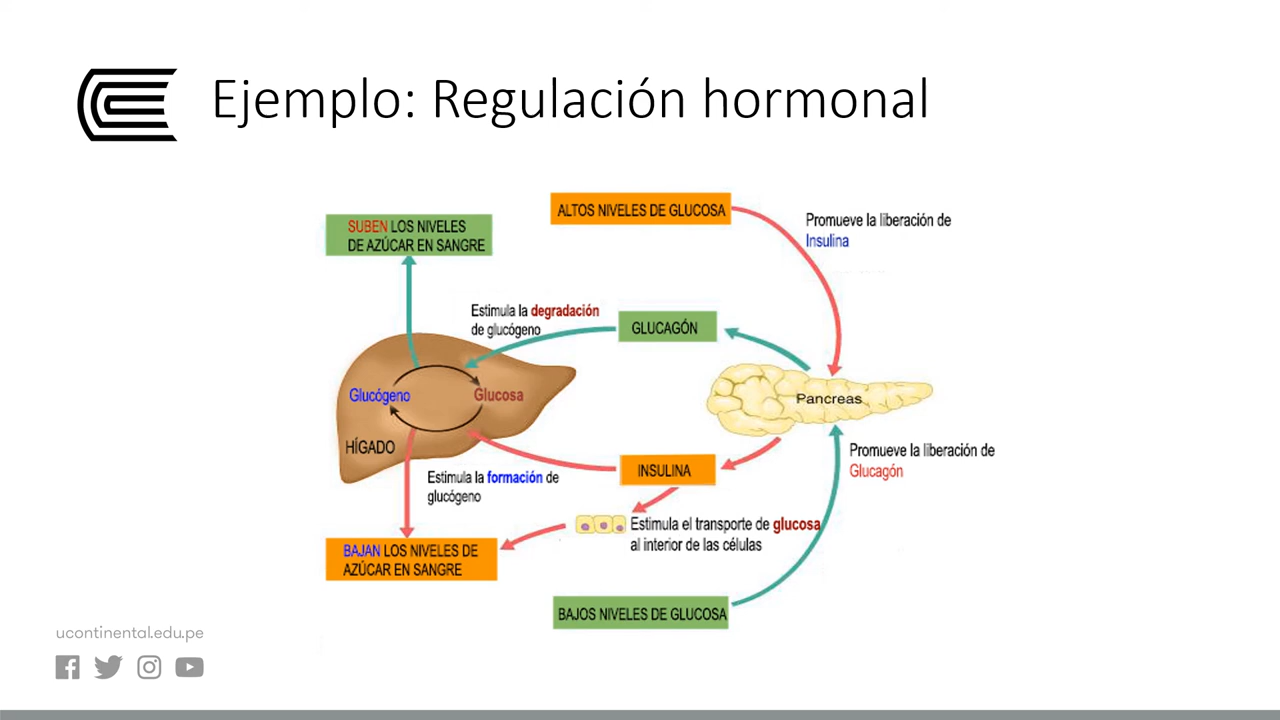 Ejemplo: Regulación hormonal
ALTOS NIVELES DE GLUCOSA
Promueve la liberación de
Insulina
SUBEN LOS NIVELES
DE AZÚCAR EN SANGRE
Estimula la degradación
de glucógeno
GLUCAGÓN
Glucógeno
Glucosa
HÍGADO
Pancreas
Promueve la liberación de
Glucagón
Estimula la formación de
glucógeno
INSULINA
Estimula el transporte de glucosa
al interior de las células
BAJAN LOS NIVELES DE
AZÚCAR EN SANGRE
BAJOS NIVELES DE GLUCOSA
ucontinental.edu.pe